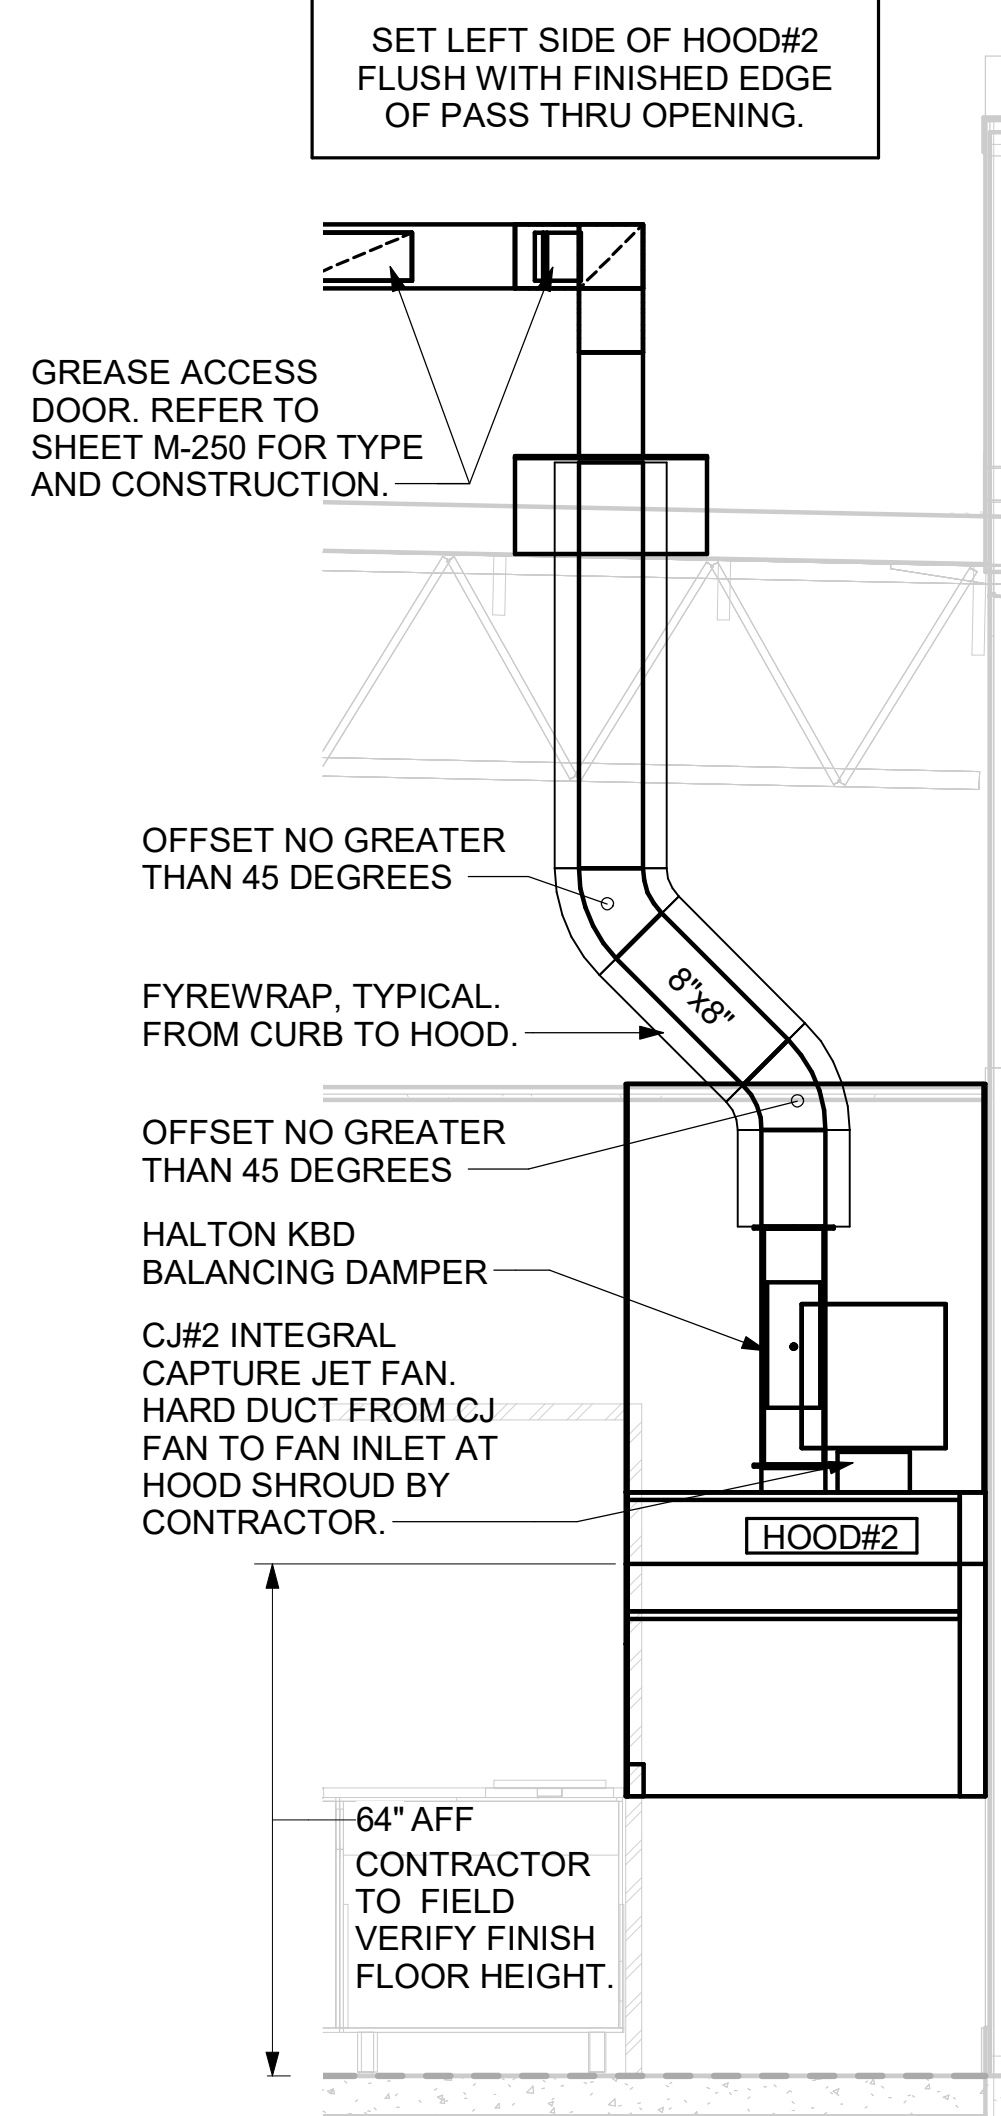 SET LEFT SIDE OF HOOD#2
FLUSH WITH FINISHED EDGE
OF PASS THRU OPENING.
GREASE ACCESS
DOOR. REFER TO
SHEET M-250 FOR TYPE
AND CONSTRUCTION.
OFFSET NO GREATER
THAN 45 DEGREES
8"x8"
FYREWRAP, TYPICAL.
FROM CURB TO HOOD.
OFFSET NO GREATER
THAN 45 DEGREES
HALTON KBD
BALANCING DAMPER
CJ#2 INTEGRAL
CAPTURE JET FAN.
HARD DUCT FROM CJ
FAN TO FAN INLET AT
HOOD SHROUD BY
CONTRACTOR.
HOOD#2
64" AFF
CONTRACTOR
TO FIELD
VERIFY FINISH
FLOOR HEIGHT.